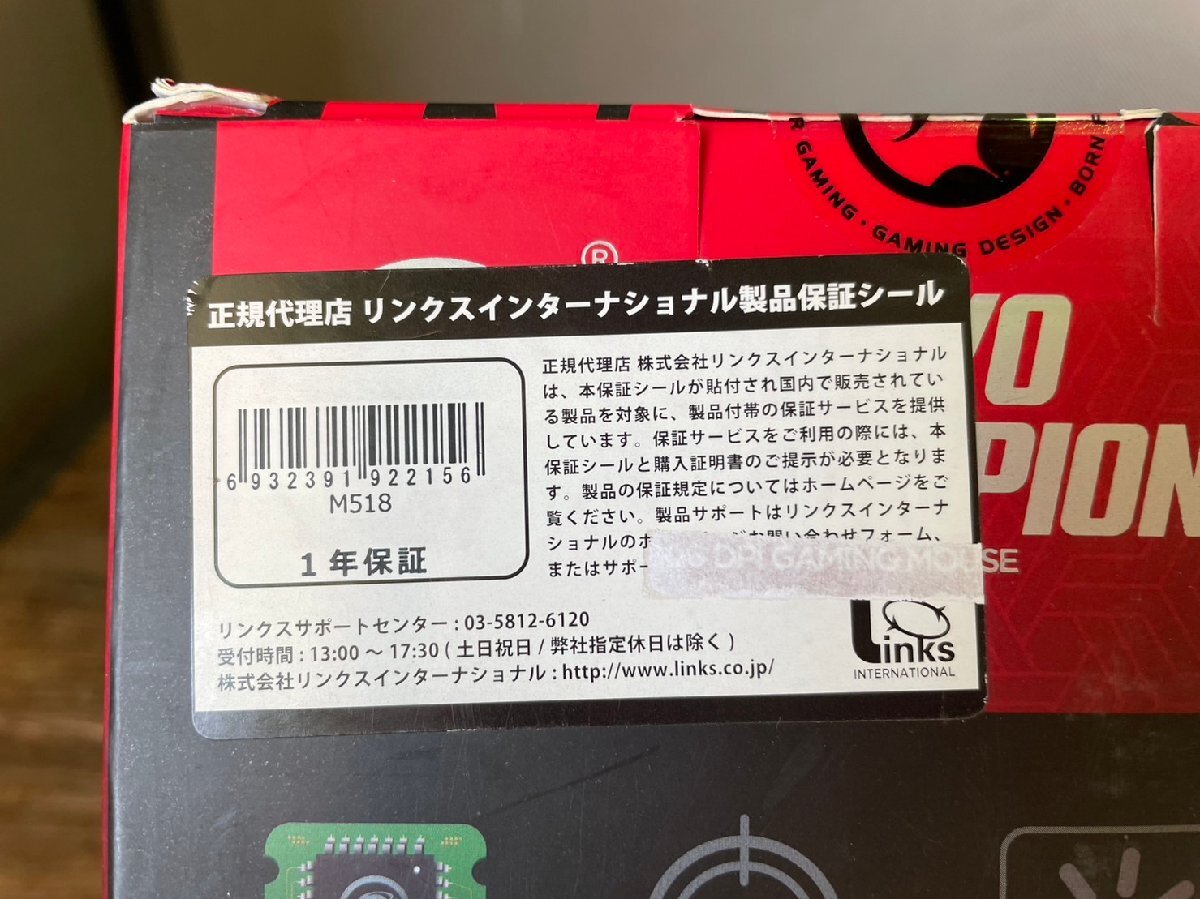 R GAMING · GAMING DESIGN · BORN F
®
正規代理店 リンクスインターナショナル製品保証シール
VO
PION
6 932391 922156
M518
1年保証
正規代理店 株式会社リンクスインターナショナル
は、本保証シールが貼付され国内で販売されてい
る製品を対象に、製品付帯の保証サービスを提供
しています。保証サービスをご利用の際には、本
保証シールと購入証明書のご提示が必要となりま
す。製品の保証規定についてはホームページをご
覧ください。製品サポートはリンクスインターナ
ショナルのホ お問い合わせフォーム、
またはサポー
DPI GAMING MOUSE
リンクスサポートセンター : 03-5812-6120
受付時間 : 13:00 〜 17:30 ( 土日祝日 / 弊社指定休日は除く )
株式会社リンクスインターナショナル : http://www.links.co.jp/
Links
INTERNATIONAL